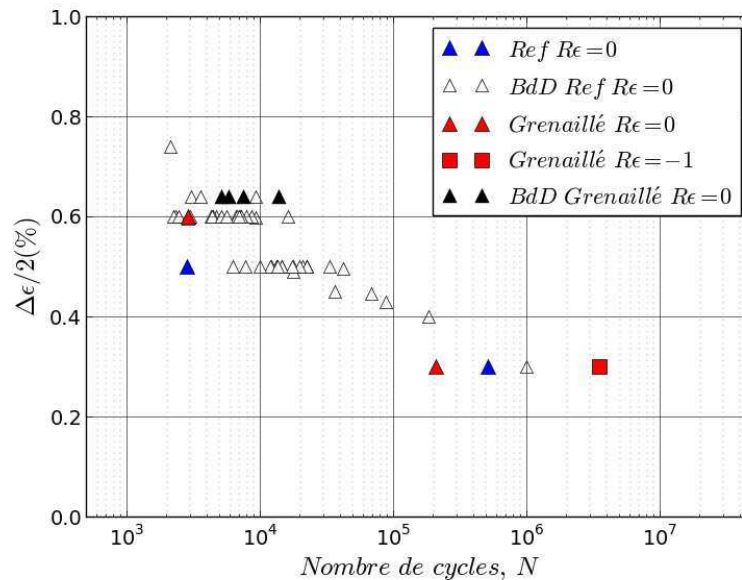 1.0
0.8
0.6
0.4
0.2
0.0
Δϵ/2(%)
Ref Rϵ=0
BdD Ref Rϵ=0
Grenaillé Rϵ=0
Grenaillé Rϵ=−1
BdD Grenaillé Rϵ=0
10³ 10⁴ 10⁵ 10⁶ 10⁷
Nombre de cycles, N